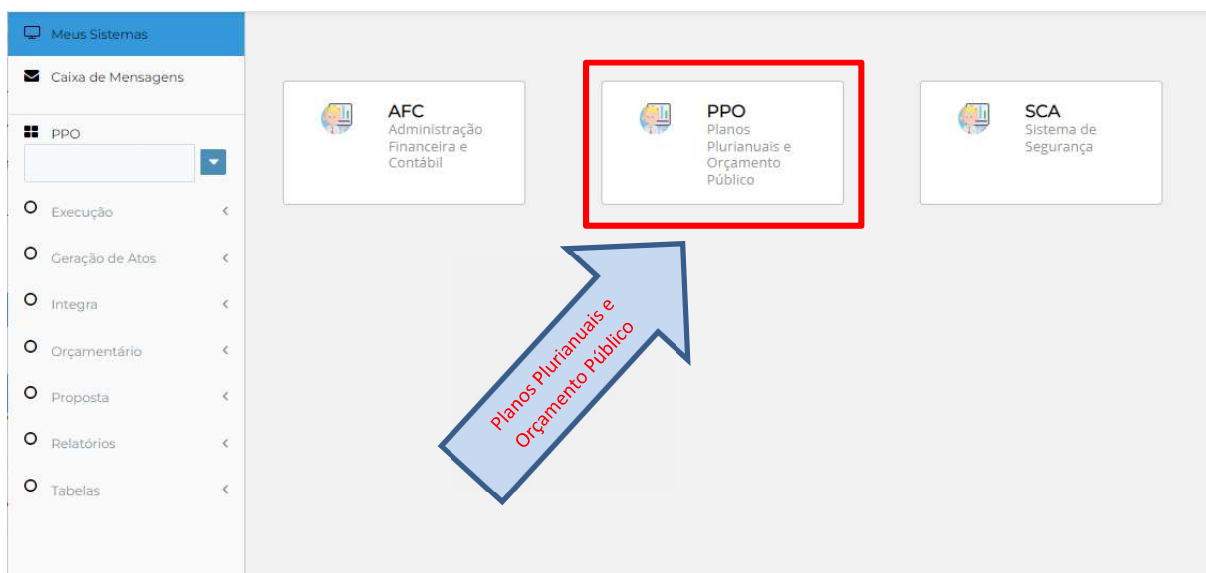 Meus Sistemas
Caixa de Mensagens
PPO
Execução
Geração de Atos
Integra
Orçamentário
Proposta
Relatórios
Tabelas
AFC
Administração
Financeira e
Contábil
PPO
Planos
Plurianuais e
Orçamento
Público
SCA
Sistema de
Segurança
Planos Plurianuais e
Orçamento Público